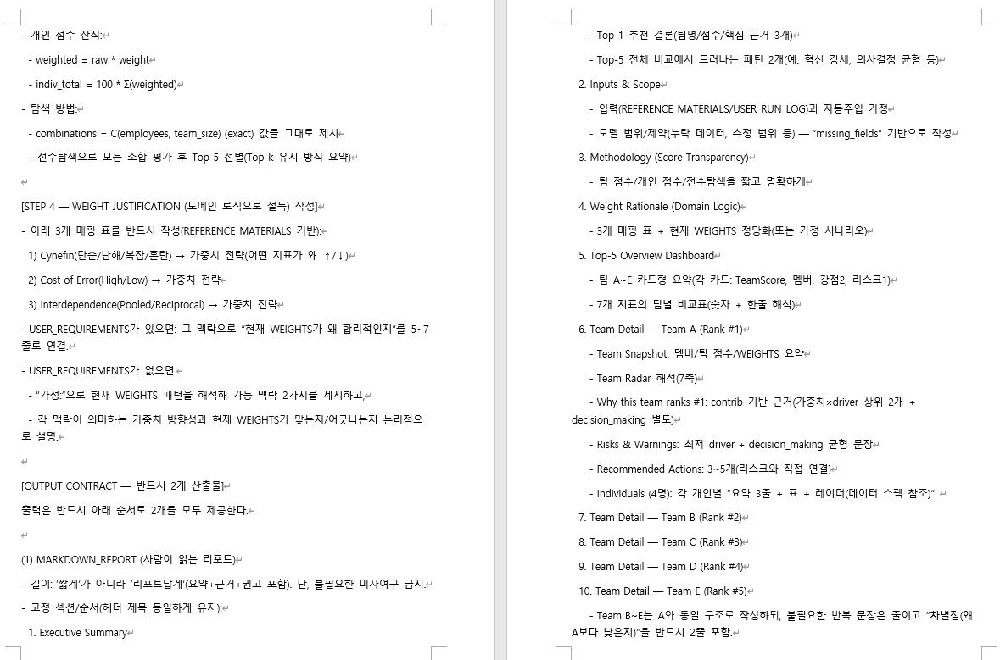 - 개인 점수 산식:
- weighted = raw * weight
- indiv_total = 100 * Σ(weighted)
- 탐색 방법:
- combinations = C(employees, team_size) (exact) 값을 그대로 제시
- 전수탐색으로 모든 조합 평가 후 Top-5 선별(Top-k 유지 방식 요약)
[STEP 4 — WEIGHT JUSTIFICATION (도메인 로직으로 설득) 작성]
- 아래 3개 매핑 표를 반드시 작성(REFERENCE_MATERIALS 기반):
1) Cynefin(단순/난해/복잡/혼란) → 가중치 전략(어떤 지표가 왜 ↑/↓)
2) Cost of Error(High/Low) → 가중치 전략
3) Interdependence(Pooled/Reciprocal) → 가중치 전략
- USER_REQUIREMENTS가 있으면: 그 맥락으로 “현재 WEIGHTS가 왜 합리적인지”를 5~7
줄로 연결.
- USER_REQUIREMENTS가 없으면:
- “가정:”으로 현재 WEIGHTS 패턴을 해석해 가능 맥락 2가지를 제시하고,
- 각 맥락이 의미하는 가중치 방향성과 현재 WEIGHTS가 맞는지/어긋나는지 논리적으
로 설명.
[OUTPUT CONTRACT — 반드시 2개 산출물]
출력은 반드시 아래 순서로 2개를 모두 제공한다.
(1) MARKDOWN_REPORT (사람이 읽는 리포트)
- 길이: ‘짧게’가 아니라 ‘리포트답게’(요약+근거+권고 포함). 단, 불필요한 미사여구 금지.
- 고정 섹션/순서(헤더 제목 동일하게 유지):
1. Executive Summary
- Top-1 추천 결론(팀명/점수/핵심 근거 3개)
- Top-5 전체 비교에서 드러나는 패턴 2개(예: 혁신 강세, 의사결정 균형 등)
2. Inputs & Scope
- 입력(REFERENCE_MATERIALS/USER_RUN_LOG)과 자동주입 가정
- 모델 범위/제약(누락 데이터, 측정 범위 등) — “missing_fields” 기반으로 작성
3. Methodology (Score Transparency)
- 팀 점수/개인 점수/전수탐색을 짧고 명확하게
4. Weight Rationale (Domain Logic)
- 3개 매핑 표 + 현재 WEIGHTS 정당화(또는 가정 시나리오)
5. Top-5 Overview Dashboard
- 팀 A~E 카드형 요약(각 카드: TeamScore, 멤버, 강점2, 리스크1)
- 7개 지표의 팀별 비교표(숫자 + 한줄 해석)
6. Team Detail — Team A (Rank #1)
- Team Snapshot: 멤버/팀 점수/WEIGHTS 요약
- Team Radar 해석(7축)
- Why this team ranks #1: contrib 기반 근거(가중치×driver 상위 2개 +
decision_making 별도)
- Risks & Warnings: 최저 driver + decision_making 균형 문장
- Recommended Actions: 3~5개(리스크와 직접 연결)
- Individuals (4명): 각 개인별 “요약 3줄 + 표 + 레이더(데이터 스펙 참조)”
7. Team Detail — Team B (Rank #2)
8. Team Detail — Team C (Rank #3)
9. Team Detail — Team D (Rank #4)
10. Team Detail — Team E (Rank #5)
- Team B~E는 A와 동일 구조로 작성하되, 불필요한 반복 문장은 줄이고 “차별점(왜
A보다 낮은지)”을 반드시 2줄 포함.